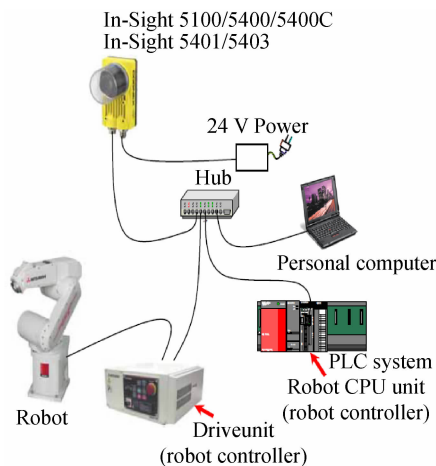 In-Sight 5100/5400/5400C
In-Sight 5401/5403
24 V Power
Hub
Personal computer
PLC system
Robot CPU unit
(robot controller)
Robot
Driveunit
(robot controller)